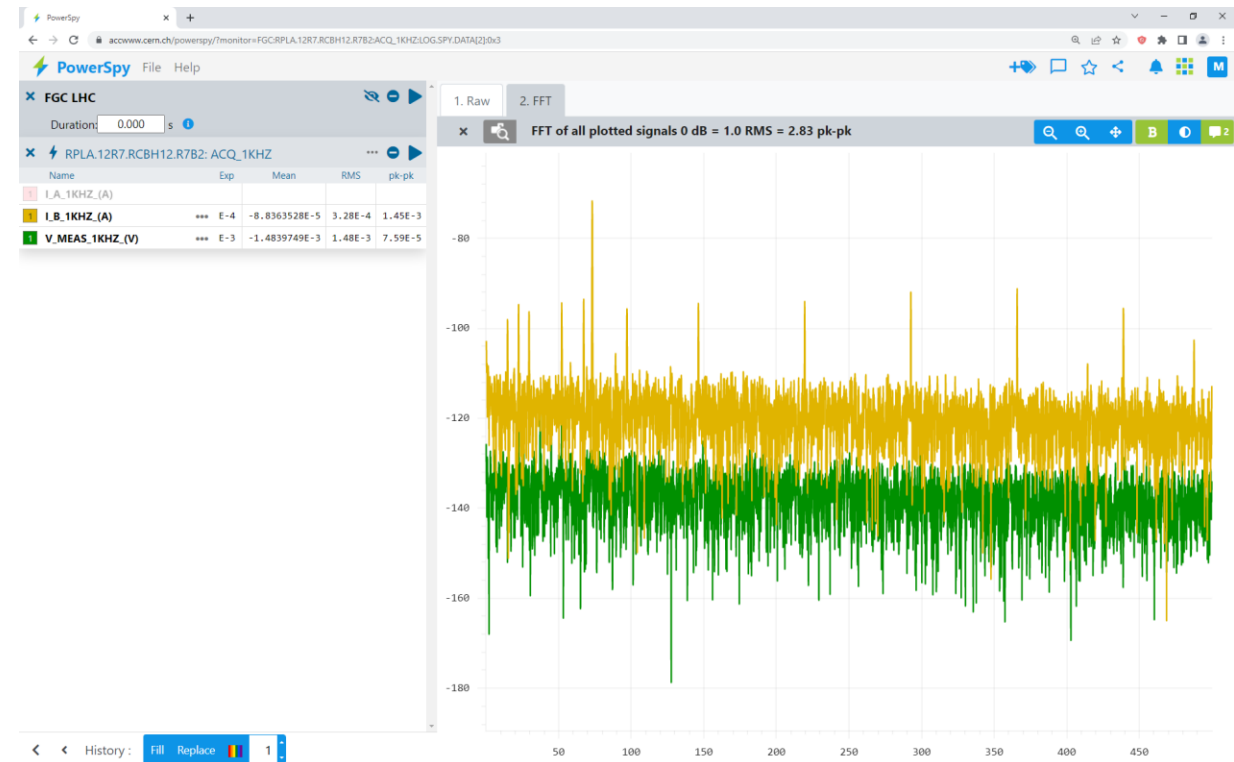 PowerSpy
accwww.cern.ch/powerspy/?monitor=FGC:RPLA.12R7.RCBH12.R7B2:ACQ_1KHZ:LOG.SPY.DATA[2]:0x3
PowerSpy File Help
M
FGC LHC
Duration: 0.000 s
RPLA.12R7.RCBH12.R7B2: ACQ_1KHZ
Name Exp Mean RMS pk-pk
1 I_A_1KHZ_(A)
1 I_B_1KHZ_(A) E-4 -8.8363528E-5 3.28E-4 1.45E-3
1 V_MEAS_1KHZ_(V) E-3 -1.4839749E-3 1.48E-3 7.59E-5
1. Raw 2. FFT
FFT of all plotted signals 0 dB = 1.0 RMS = 2.83 pk-pk
B 2
-80
-100
-120
-140
-160
-180
50 100 150 200 250 300 350 400 450
History : Fill Replace 1